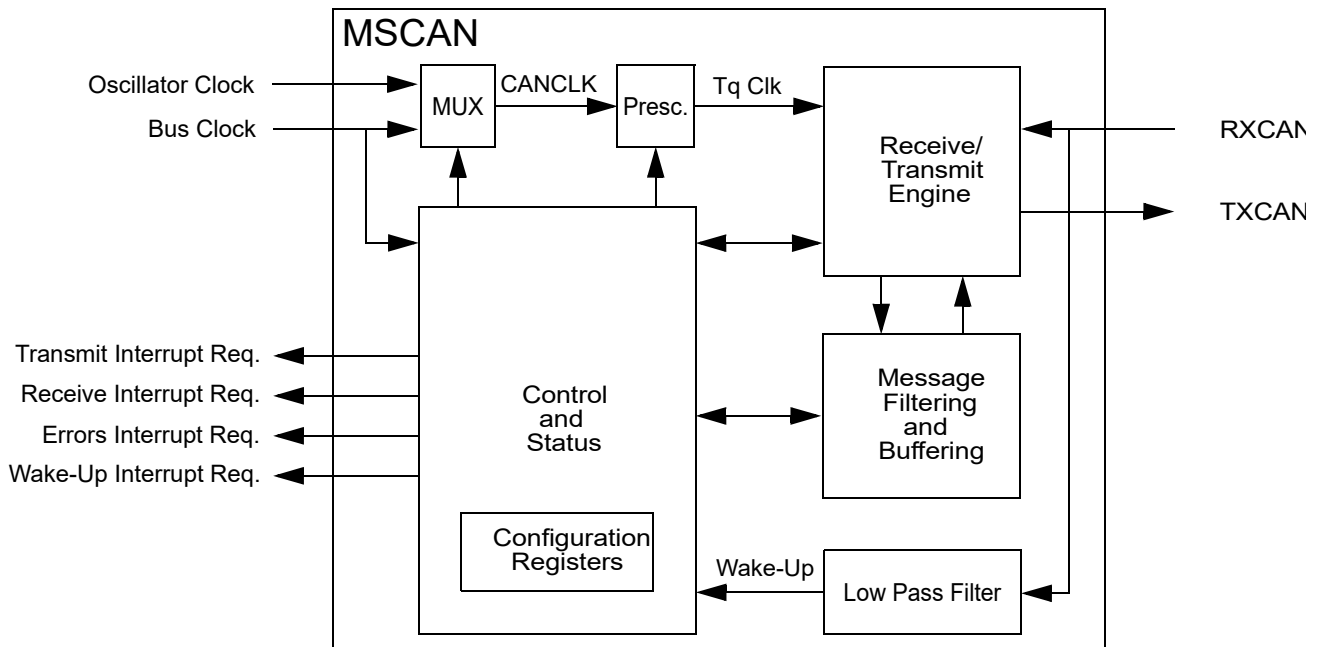 MSCAN
Oscillator Clock
MUX
CANCLK
Presc.
Tq Clk
Bus Clock
Receive/
Transmit
Engine
RXCAN
TXCAN
Transmit Interrupt Req.
Receive Interrupt Req.
Errors Interrupt Req.
Wake-Up Interrupt Req.
Control
and
Status
Message
Filtering
and
Buffering
Configuration
Registers
Wake-Up
Low Pass Filter